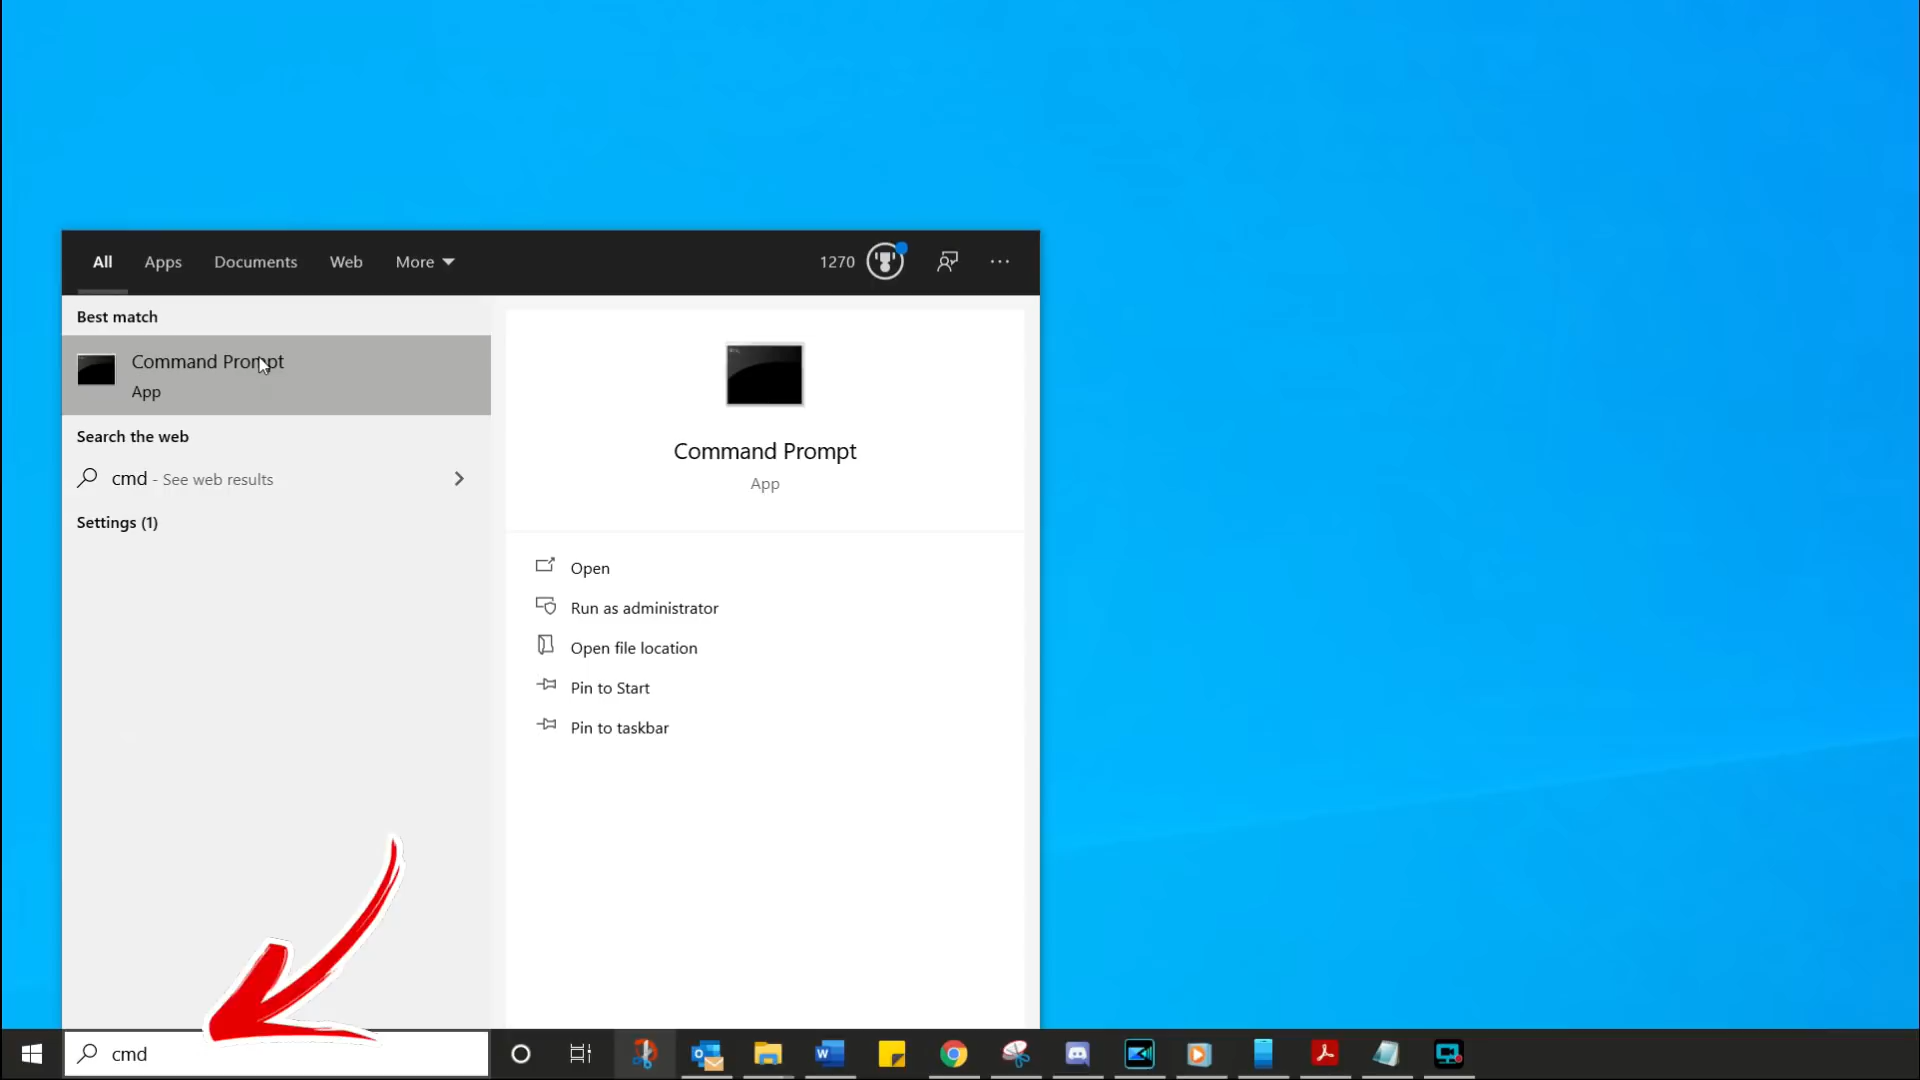 All Apps Documents Web More 1270 ...
Best match
Command Prompt
App
Search the web
cmd - See web results
Settings (1)
Command Prompt
App
Open
Run as administrator
Open file location
Pin to Start
Pin to taskbar
cmd